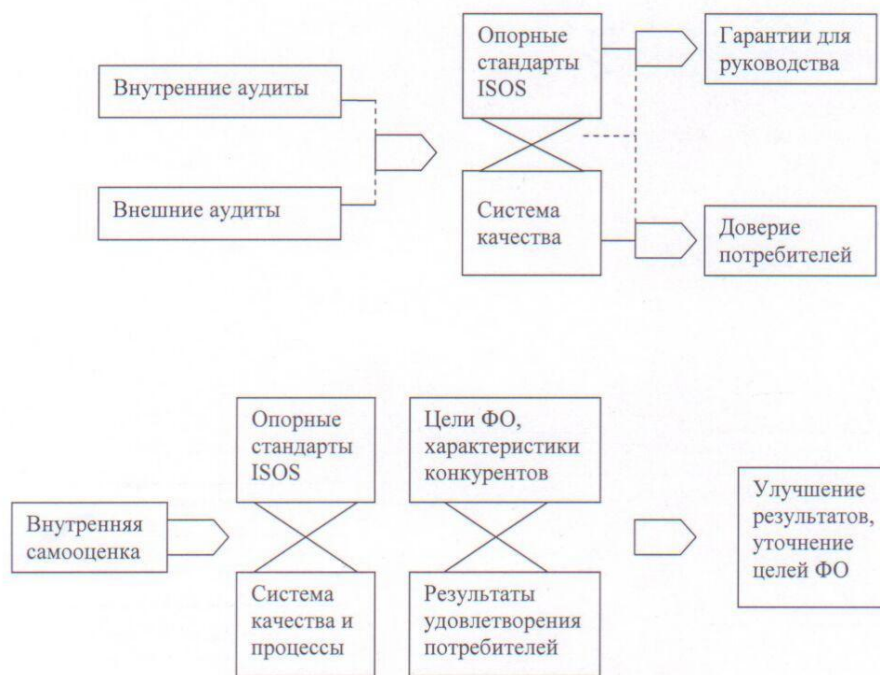 Внутренние аудиты
Внешние аудиты
Опорные
стандарты
ISOS
Система
качества
Гарантии для
руководства
Доверие
потребителей
Внутренняя
самооценка
Опорные
стандарты
ISOS
Система
качества и
процессы
Цели ФО,
характеристики
конкурентов
Результаты
удовлетворения
потребителей
Улучшение
результатов,
уточнение
целей ФО